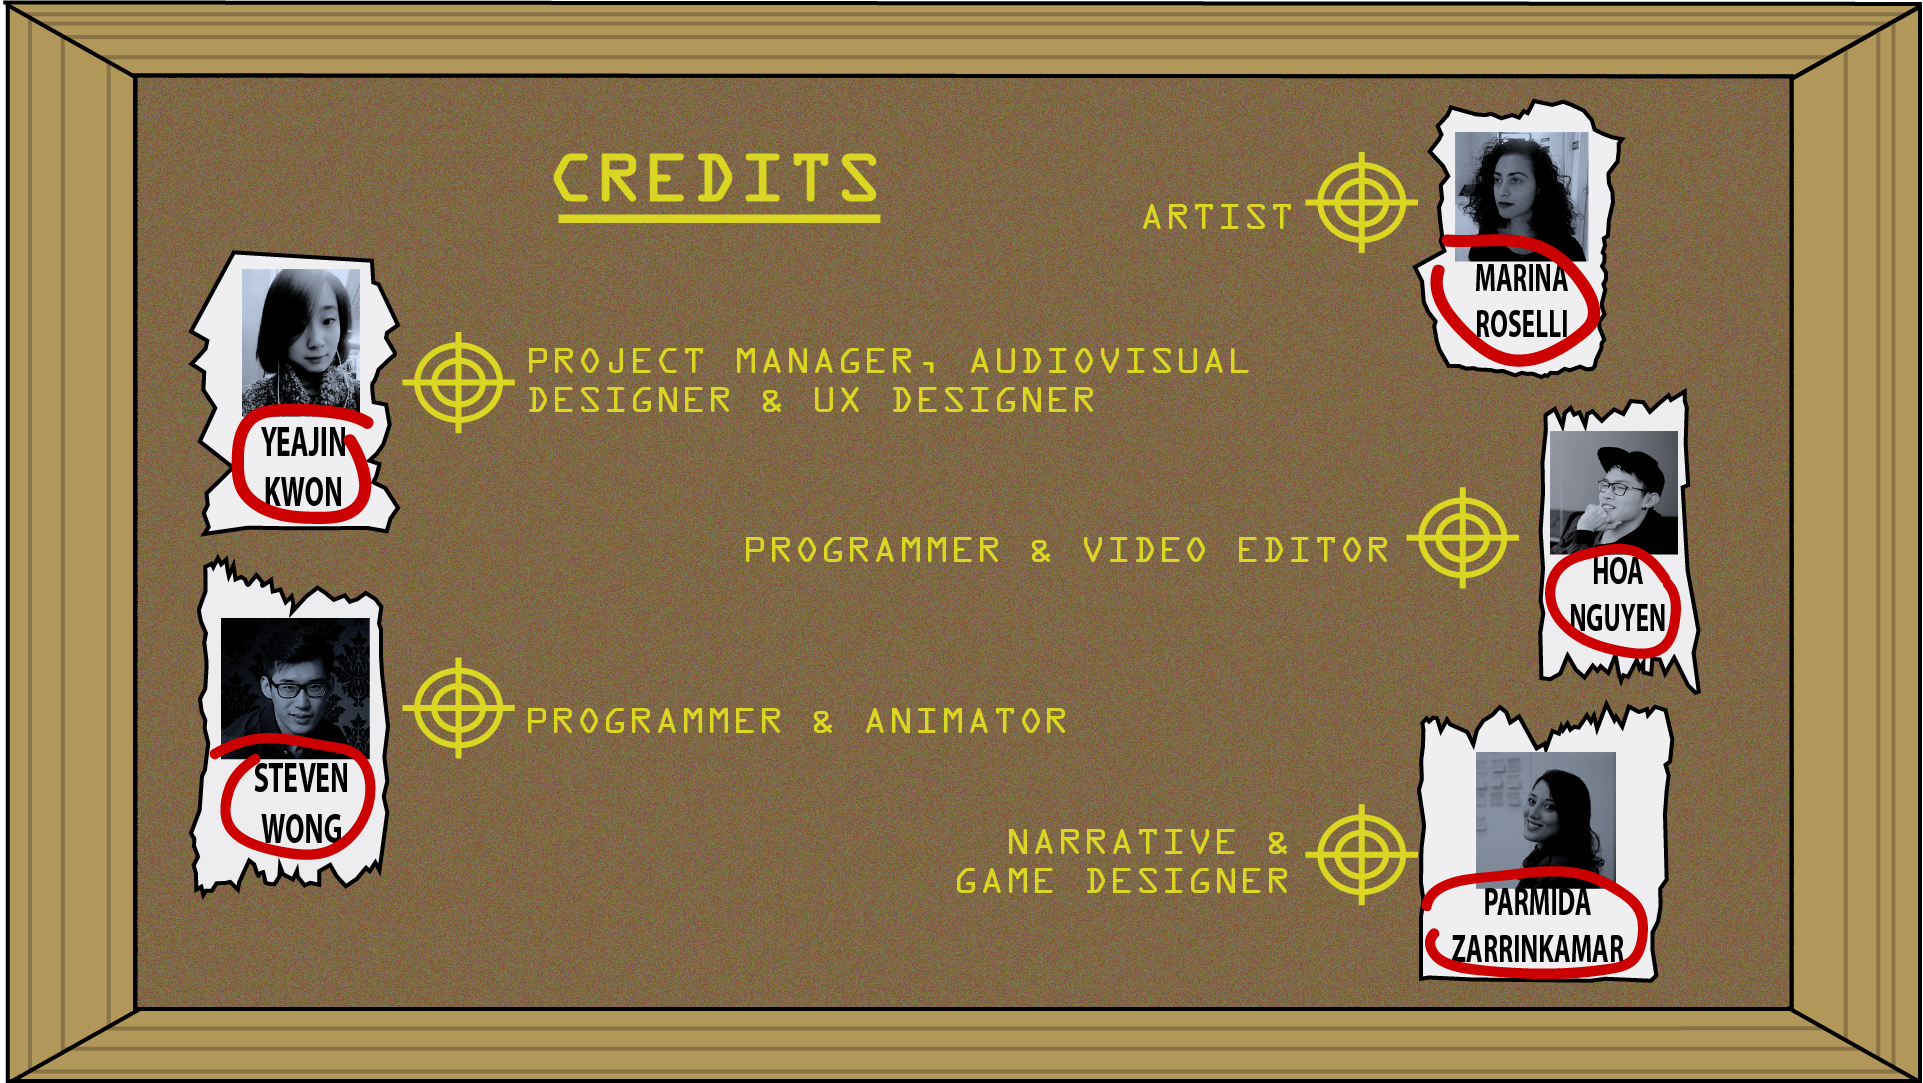 CREDITS
ARTIST
MARINA
ROSELLI
YEAJIN
KWON
PROJECT MANAGER, AUDIOVISUAL
DESIGNER & UX DESIGNER
PROGRAMMER & VIDEO EDITOR
HOA
NGUYEN
STEVEN
WONG
PROGRAMMER & ANIMATOR
NARRATIVE &
GAME DESIGNER
PARMIDA
ZARRINKAMAR